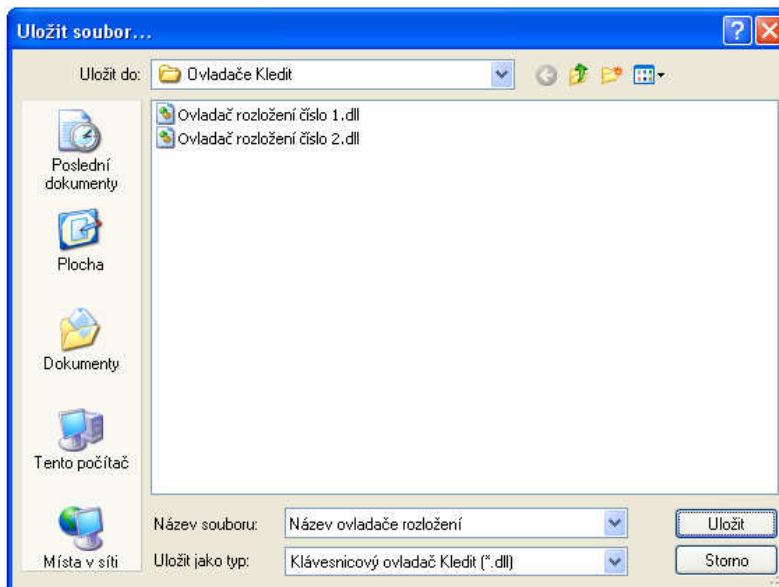 Uložit soubor...
Uložit do: Ovladače Kledit
Ovladač rozložení číslo 1.dll
Ovladač rozložení číslo 2.dll
Poslední
dokumenty
Plocha
Dokumenty
Tento počítač
Místa v síti
Název souboru: Název ovladače rozložení Uložit
Uložit jako typ: Klávesnicový ovladač Kledit (*.dll) Storno